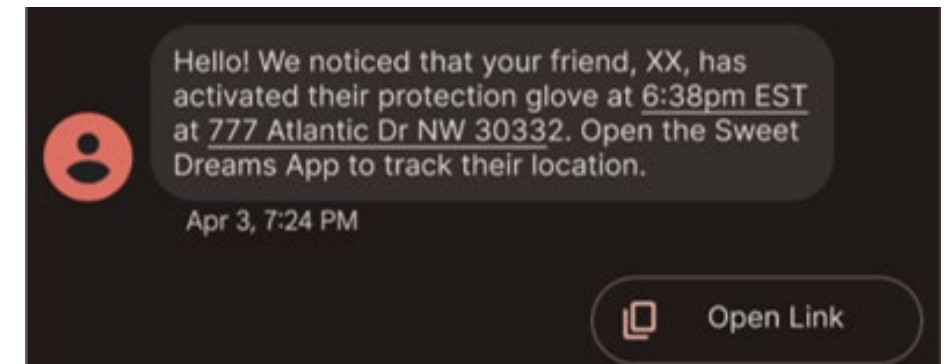 Hello! We noticed that your friend, XX, has
activated their protection glove at 6:38pm EST
at 777 Atlantic Dr NW 30332. Open the Sweet
Dreams App to track their location.
Apr 3, 7:24 PM
Open Link